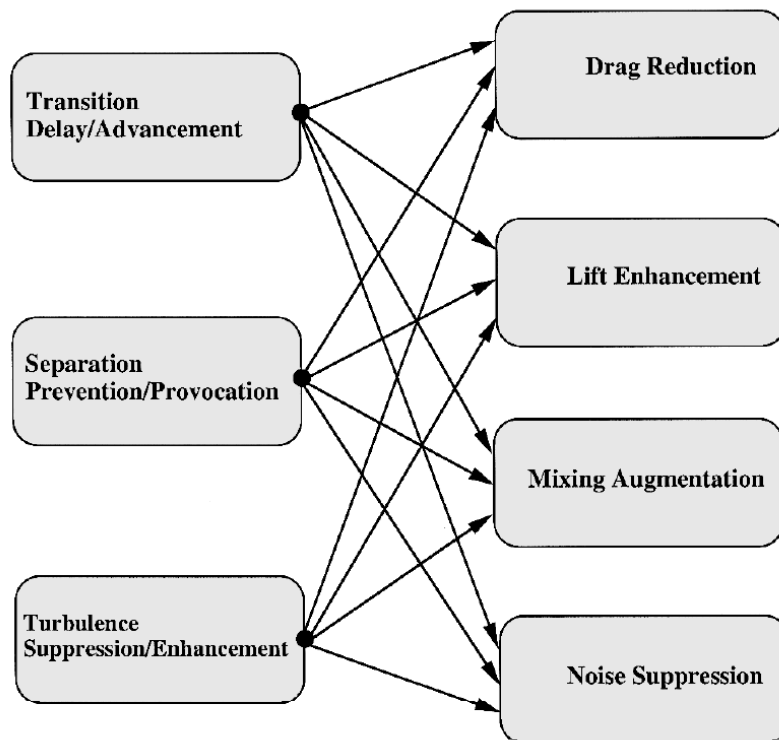 Transition
Delay/Advancement
Separation
Prevention/Provocation
Turbulence
Suppression/Enhancement
Drag Reduction
Lift Enhancement
Mixing Augmentation
Noise Suppression